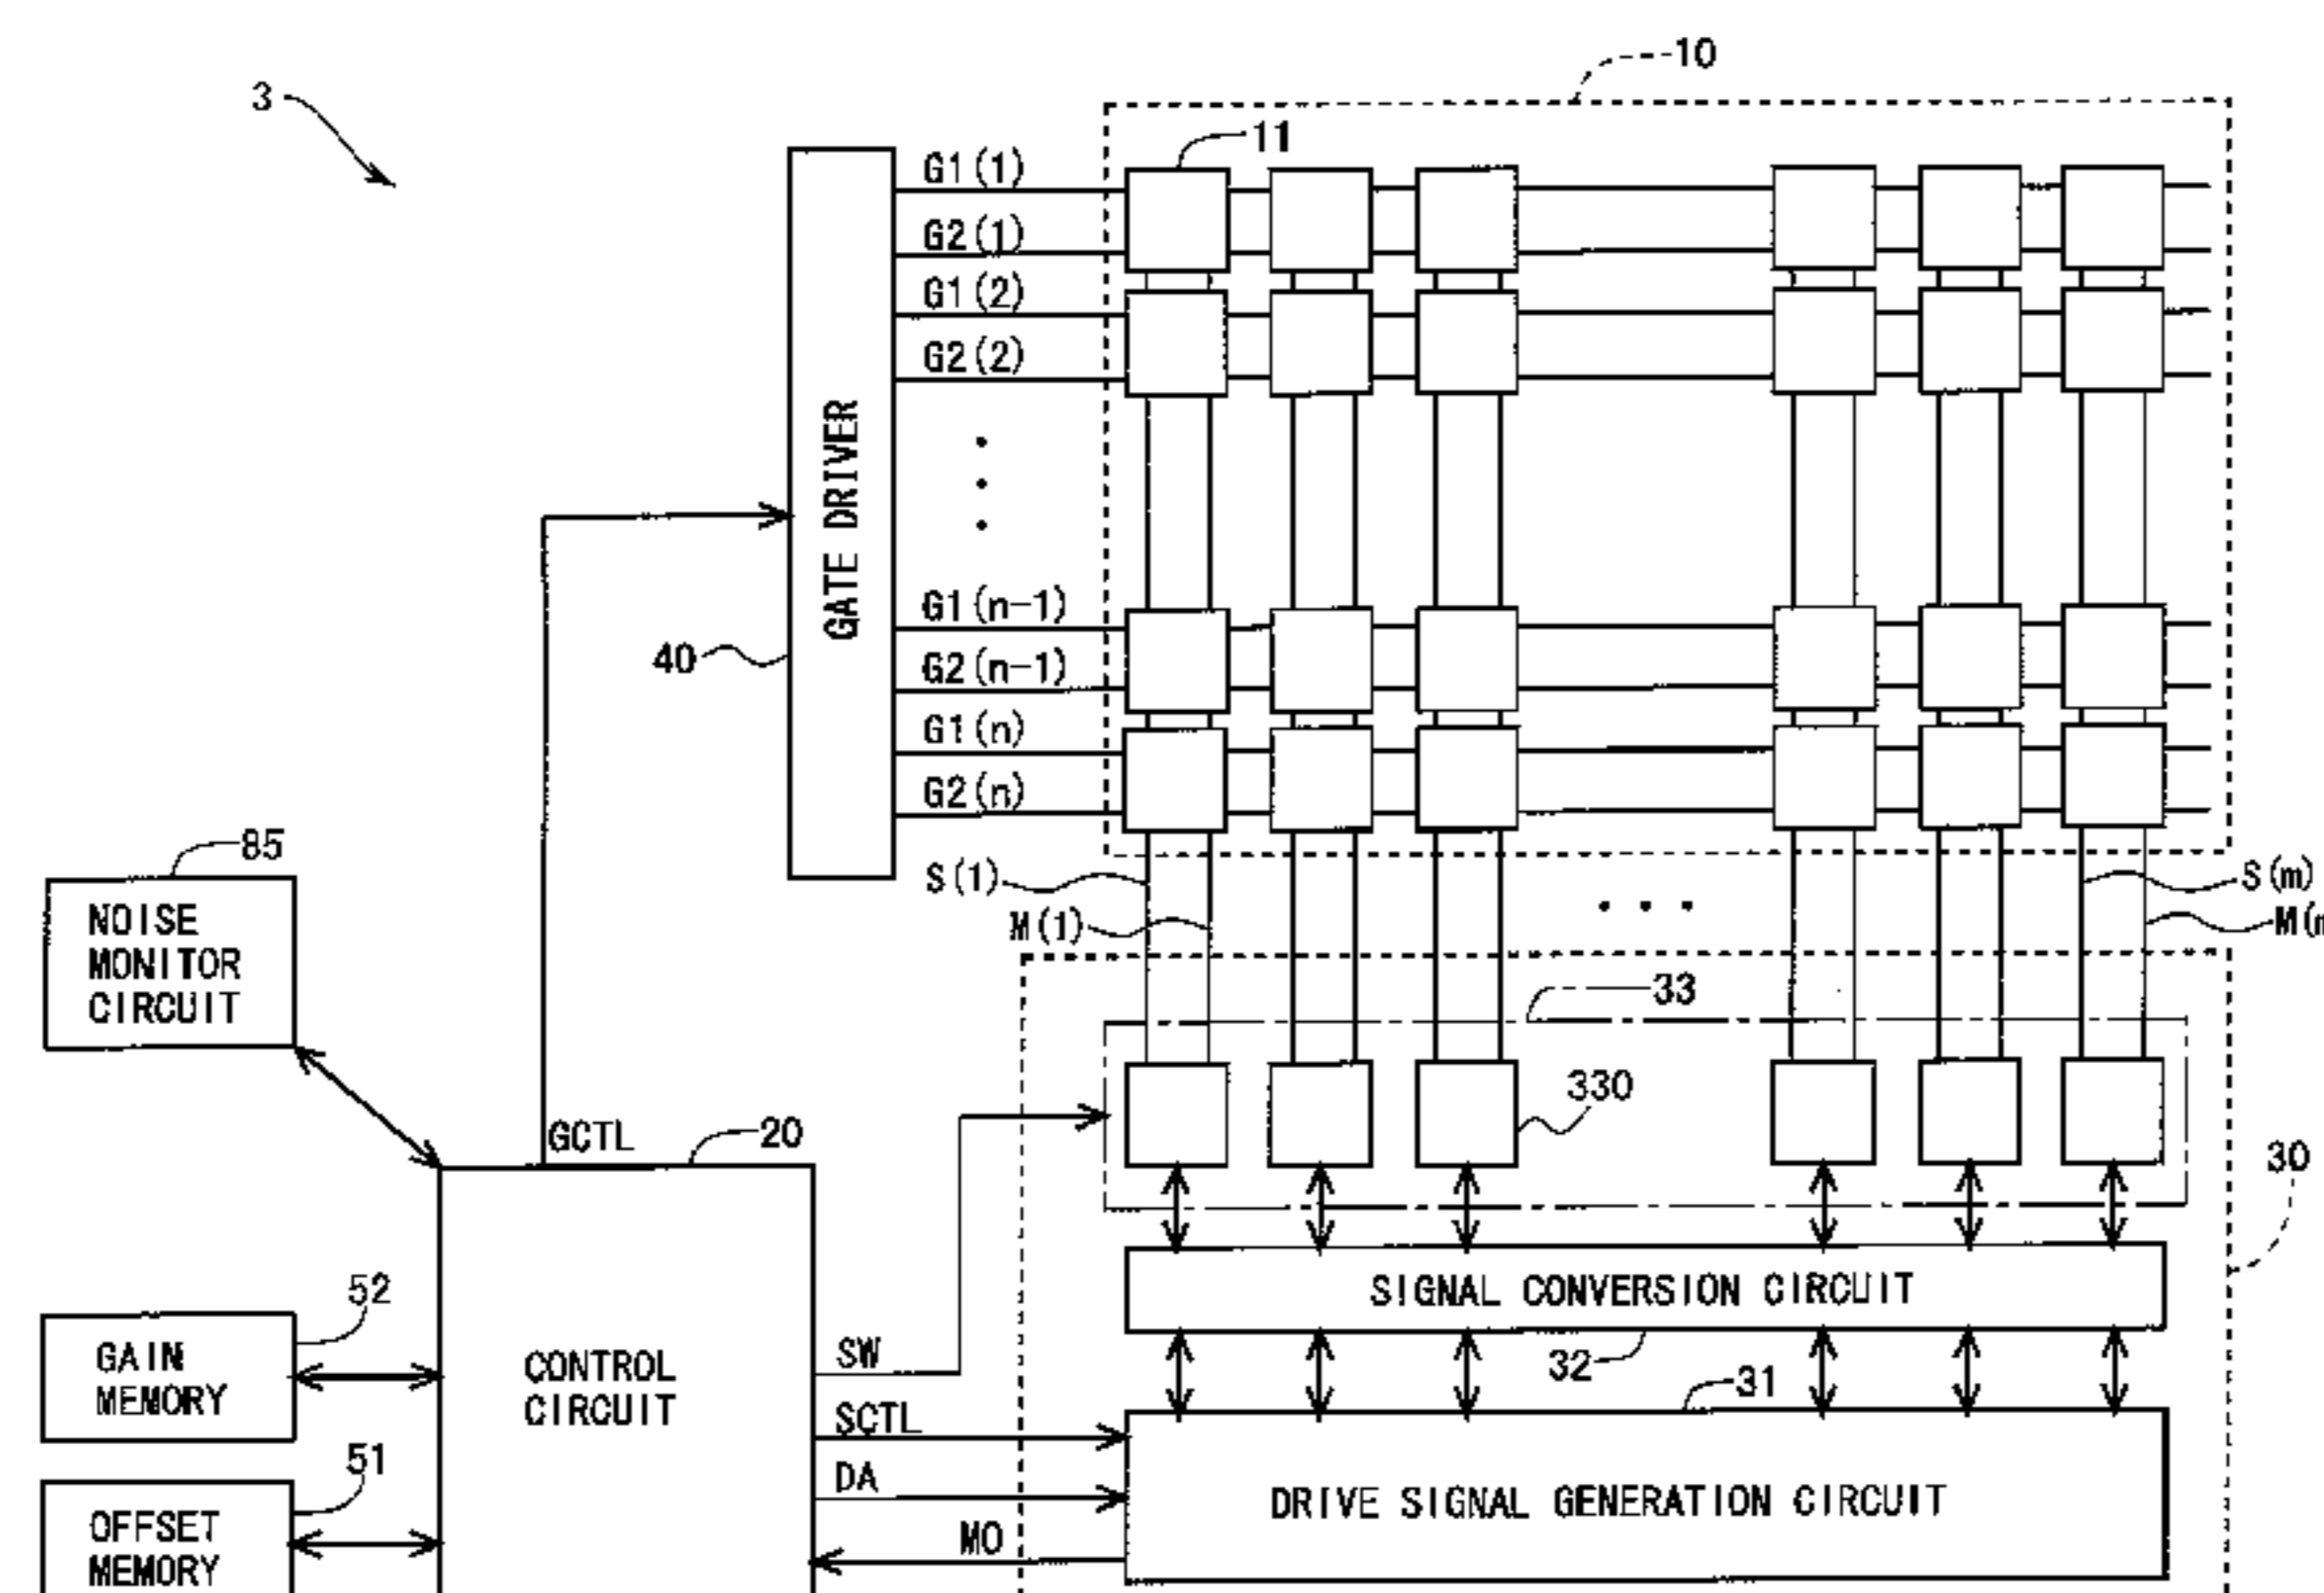 10
3
11
G1(1)
G2(1)
G1(2)
G2(2)
GATE DRIVER
40
G1(n-1)
G2(n-1)
G1(n)
G2(n)
85
NOISE
MONITOR
CIRCUIT
S(1)
M(1)
S(m)
33
330
GCTL
20
30
SIGNAL CONVERSION CIRCUIT
32
52
GAIN
MEMORY
CONTROL
CIRCUIT
SW
SCTL
DA
MO
31
DRIVE SIGNAL GENERATION CIRCUIT
51
OFFSET
MEMORY